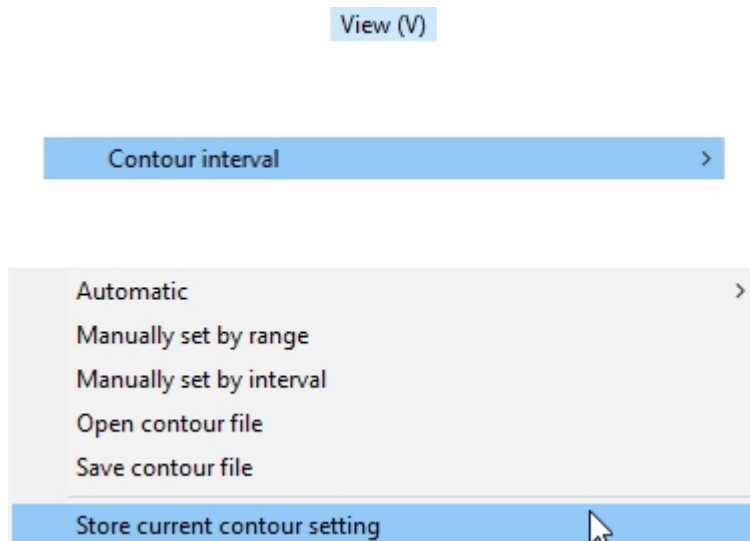 View (V)
Contour interval
Automatic
Manually set by range
Manually set by interval
Open contour file
Save contour file
Store current contour setting